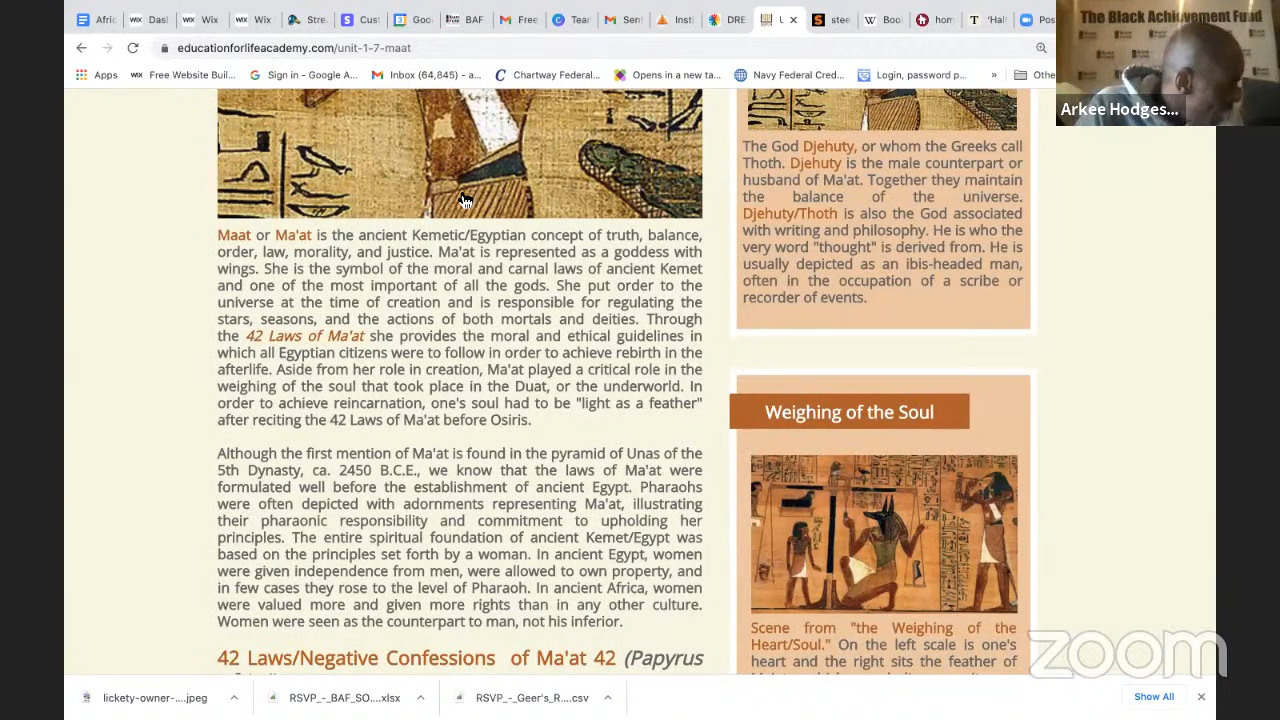 Afric
Dash
Wix
Wix
Stre
Cust
Goo
BAF
Free
Tea
Sen
Insti
DRE
U
stee
Boo
hom
'Hal
Pos
educationforlifeacademy.com/unit-1-7-maat
Apps
Free Website Buil...
Sign in - Google A...
Inbox (64,845) - a...
Chartway Federal...
Opens in a new ta...
Navy Federal Cred...
Login, password p...
»
Othe
The Black Achievement Fund
Arkee Hodges...
Maat or Ma'at is the ancient Kemetic/Egyptian concept of truth, balance,
order, law, morality, and justice. Ma'at is represented as a goddess with
wings. She is the symbol of the moral and carnal laws of ancient Kemet
and one of the most important of all the gods. She put order to the
universe at the time of creation and is responsible for regulating the
stars, seasons, and the actions of both mortals and deities. Through
the 42 Laws of Ma'at she provides the moral and ethical guidelines in
which all Egyptian citizens were to follow in order to achieve rebirth in the
afterlife. Aside from her role in creation, Ma'at played a critical role in the
weighing of the soul that took place in the Duat, or the underworld. In
order to achieve reincarnation, one's soul had to be "light as a feather"
after reciting the 42 Laws of Ma'at before Osiris.
Although the first mention of Ma'at is found in the pyramid of Unas of the
5th Dynasty, ca. 2450 B.C.E., we know that the laws of Ma'at were
formulated well before the establishment of ancient Egypt. Pharaohs
were often depicted with adornments representing Ma'at, illustrating
their pharaonic responsibility and commitment to upholding her
principles. The entire spiritual foundation of ancient Kemet/Egypt was
based on the principles set forth by a woman. In ancient Egypt, women
were given independence from men, were allowed to own property, and
in few cases they rose to the level of Pharaoh. In ancient Africa, women
were valued more and given more rights than in any other culture.
Women were seen as the counterpart to man, not his inferior.
42 Laws/Negative Confessions of Ma'at 42 (Papyrus
The God Djehuty, or whom the Greeks call
Thoth. Djehuty is the male counterpart or
husband of Ma'at. Together they maintain
the balance of the universe.
Djehuty/Thoth is also the God associated
with writing and philosophy. He is who the
very word "thought" is derived from. He is
usually depicted as an ibis-headed man,
often in the occupation of a scribe or
recorder of events.
Weighing of the Soul
Scene from "the Weighing of the
Heart/Soul." On the left scale is one's
heart and the right sits the feather of
zoom
lickety-owner-....jpeg
RSVP_-_BAF_SO....xlsx
RSVP_-_Geer's_R....csv
Show All